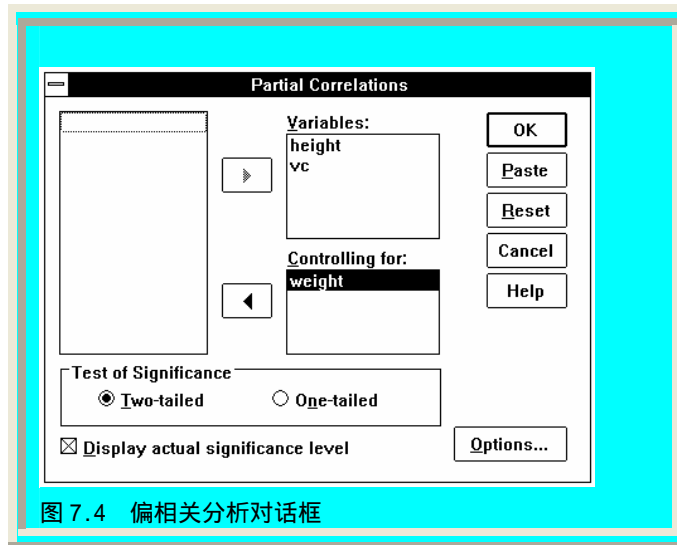 Partial Correlations
Variables:
height
vc
Controlling for:
weight
OK
Paste
Reset
Cancel
Help
Test of Significance
Two-tailed
One-tailed
Display actual significance level
Options...
图 7.4 偏相关分析对话框